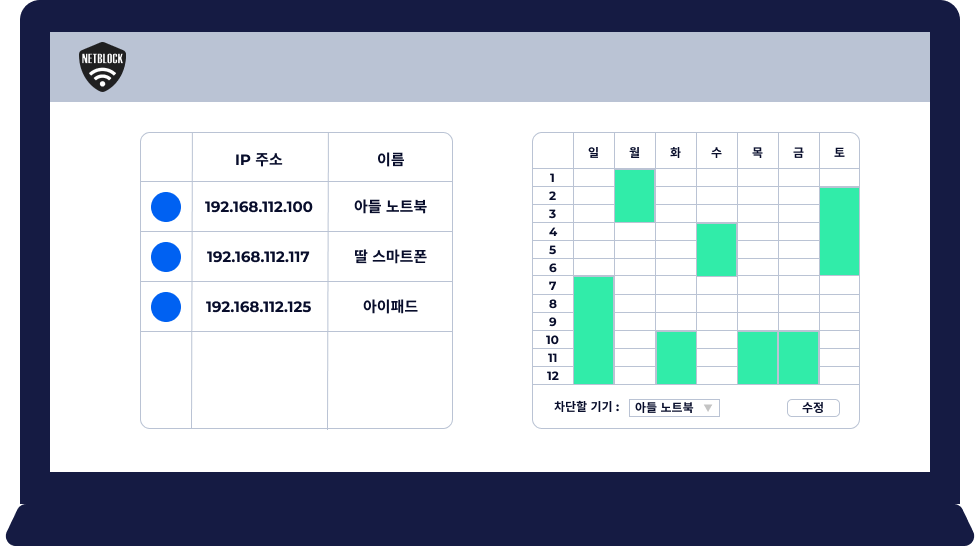 NETBLOCK
IP 주소 이름
192.168.112.100 아들 노트북
192.168.112.117 딸 스마트폰
192.168.112.125 아이패드
일 월 화 수 목 금 토
1
2
3
4
5
6
7
8
9
10
11
12
차단할 기기 : 아들 노트북 ▼ 수정